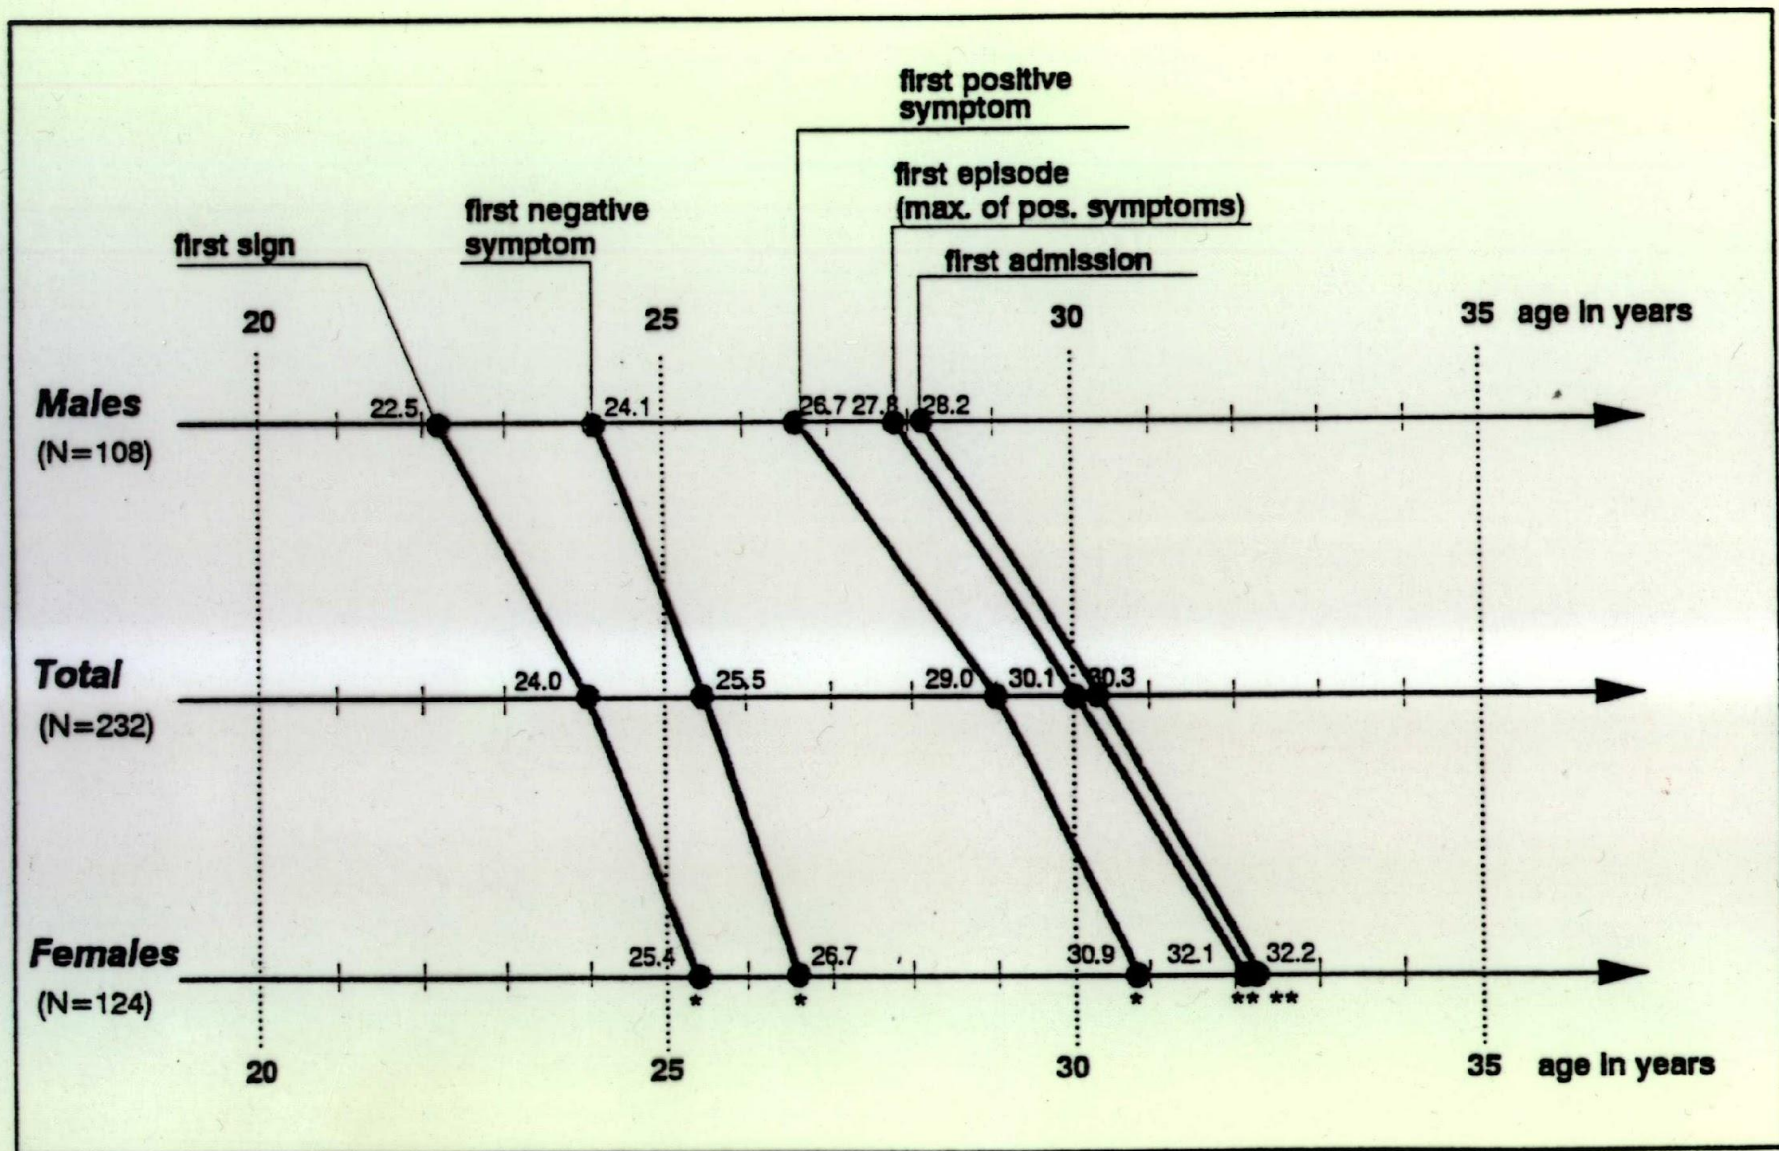 first positive
symptom
first episode
(max. of pos. symptoms)
first negative
symptom
first sign
first admission
20 25 30 35 age in years
Males
(N=108)
22.5 24.1 26.7 27.8 28.2
Total
(N=232)
24.0 25.5 29.0 30.1 30.3
Females
(N=124)
25.4 26.7 30.9 32.1 32.2
* * * ** **
20 25 30 35 age in years